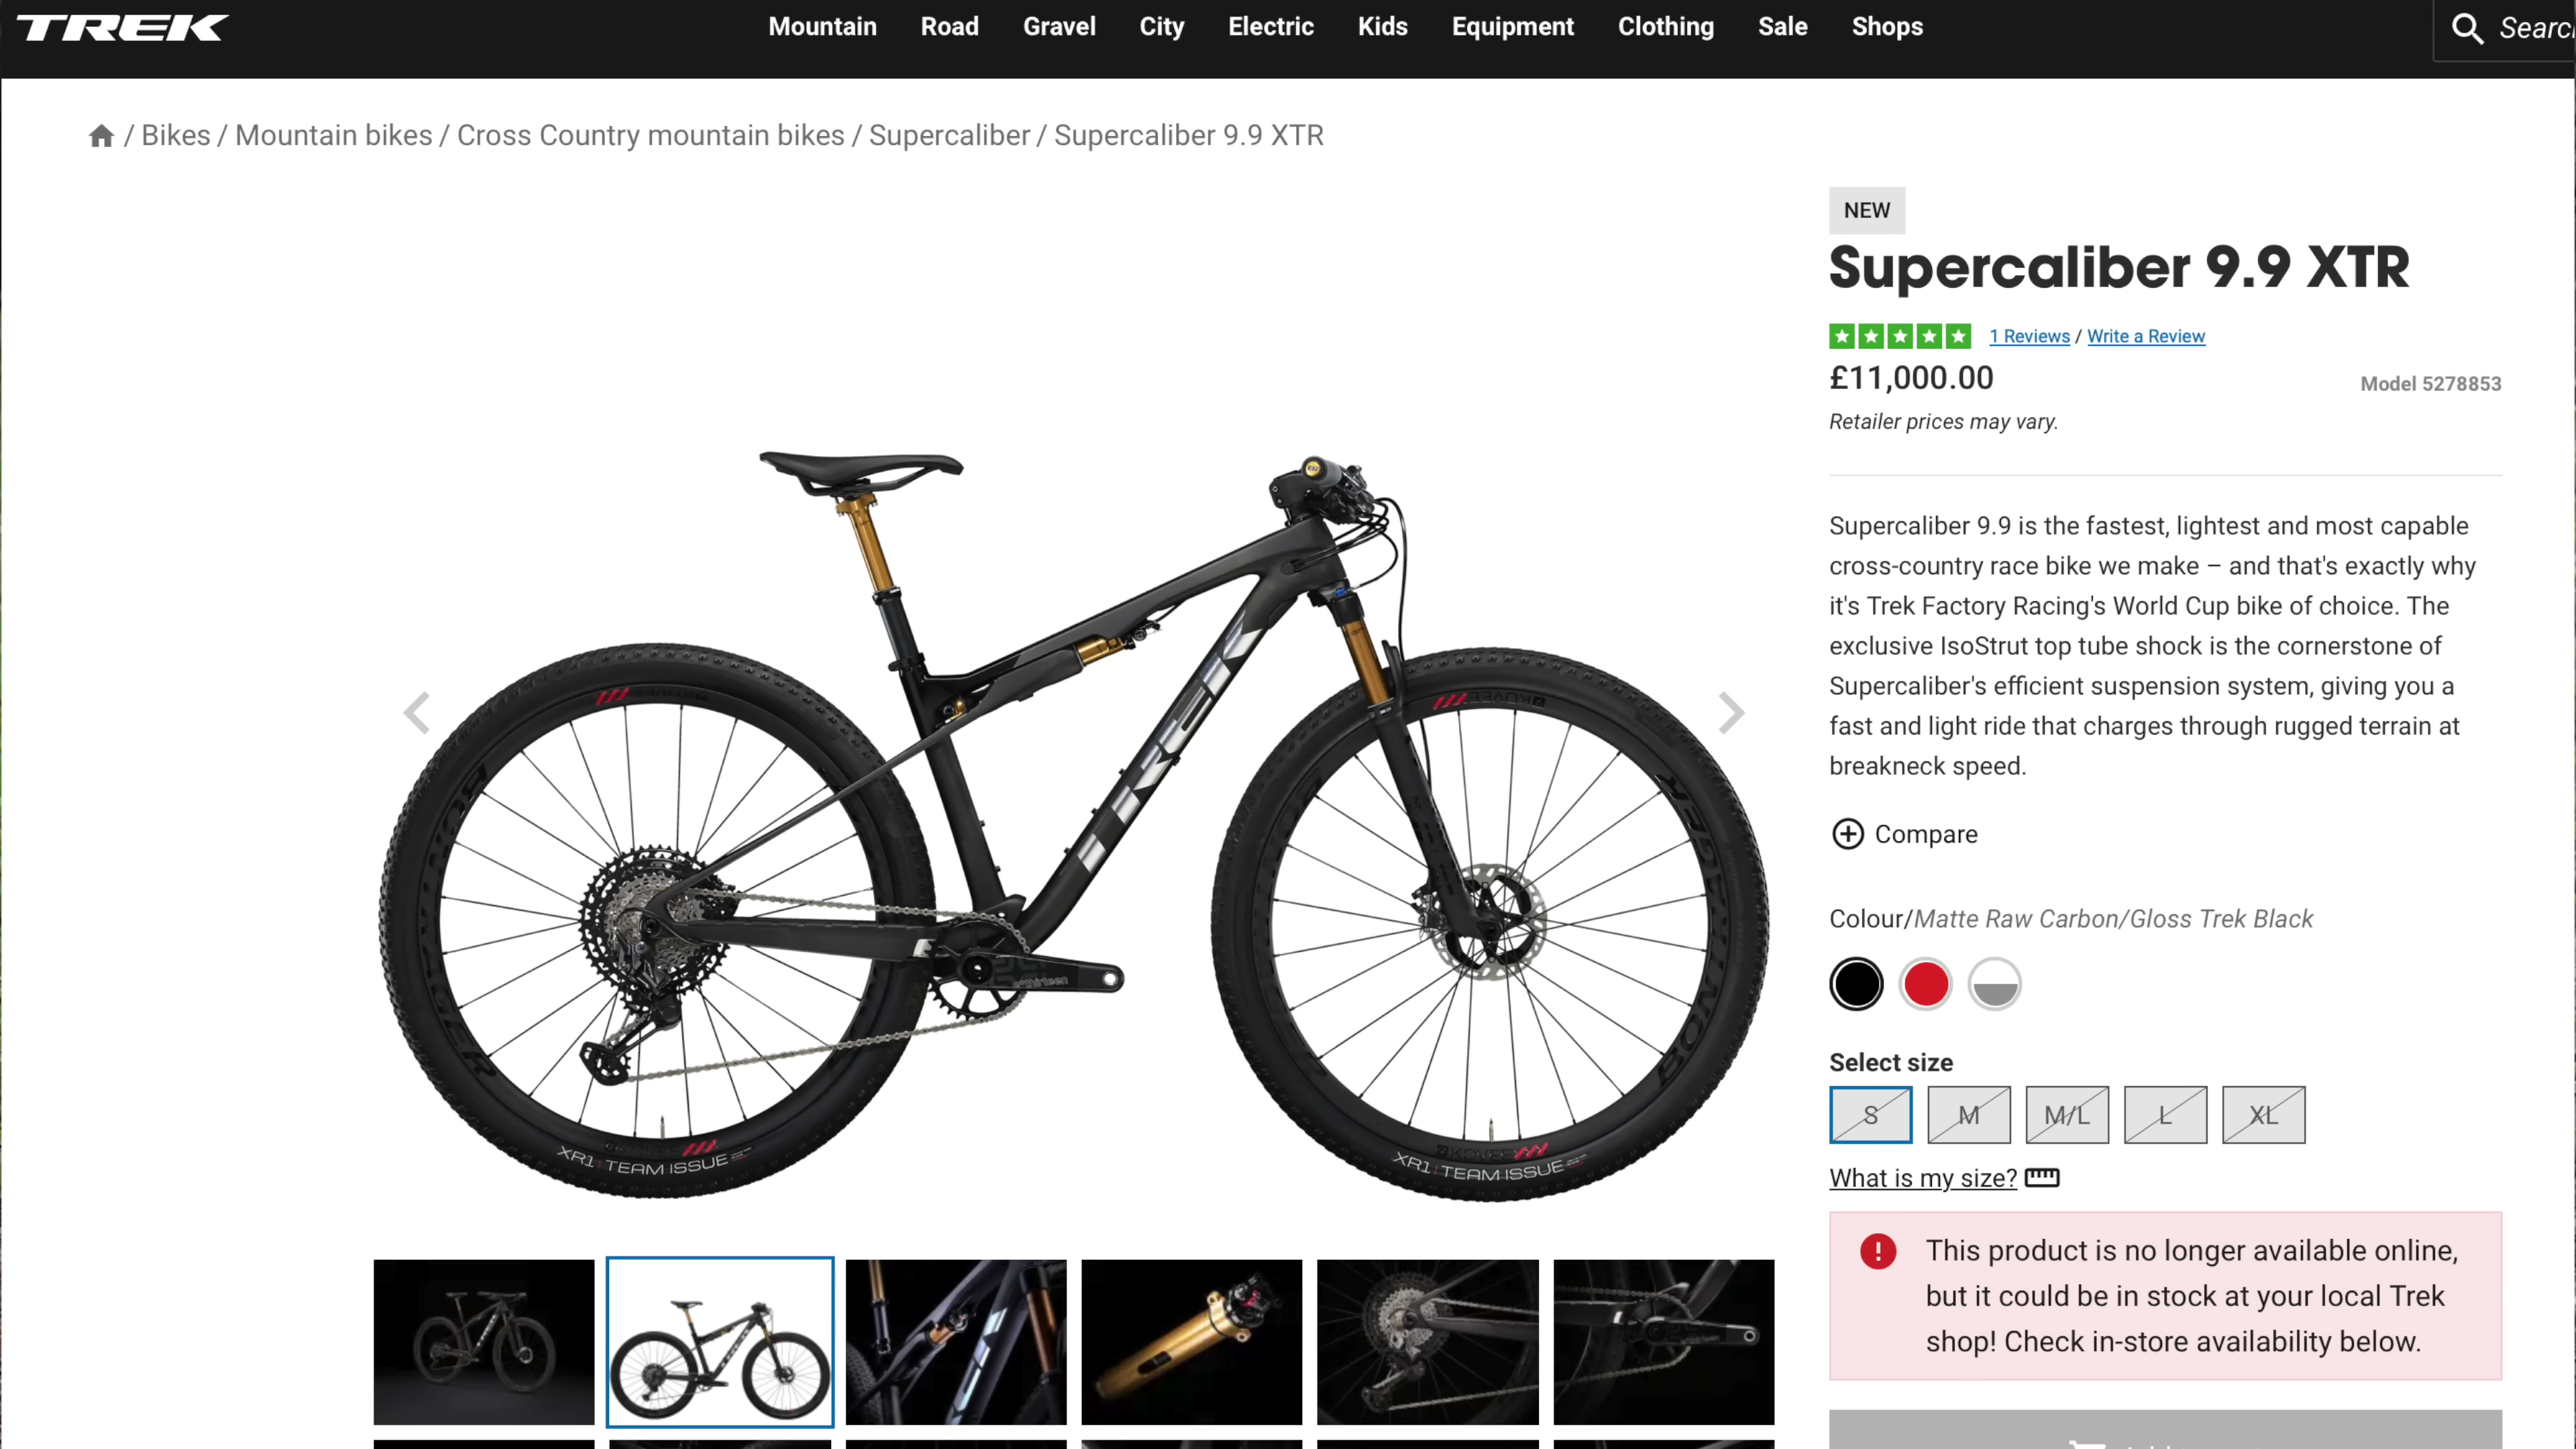 TREK
Mountain Road Gravel City Electric Kids Equipment Clothing Sale Shops
/ Bikes / Mountain bikes / Cross Country mountain bikes / Supercaliber / Supercaliber 9.9 XTR
NEW
Supercaliber 9.9 XTR
1 Reviews / Write a Review
£11,000.00
Model 5278853
Retailer prices may vary.
Supercaliber 9.9 is the fastest, lightest and most capable
cross-country race bike we make – and that's exactly why
it's Trek Factory Racing's World Cup bike of choice. The
exclusive IsoStrut top tube shock is the cornerstone of
Supercaliber's efficient suspension system, giving you a
fast and light ride that charges through rugged terrain at
breakneck speed.
Compare
Colour/Matte Raw Carbon/Gloss Trek Black
Select size
S M M/L L XL
What is my size?
This product is no longer available online,
but it could be in stock at your local Trek
shop! Check in-store availability below.
TREK
BONTRAGER
BONTRAGER
KOVEE
e*thirteen
XR1 TEAM ISSUE
XR1 TEAM ISSUE